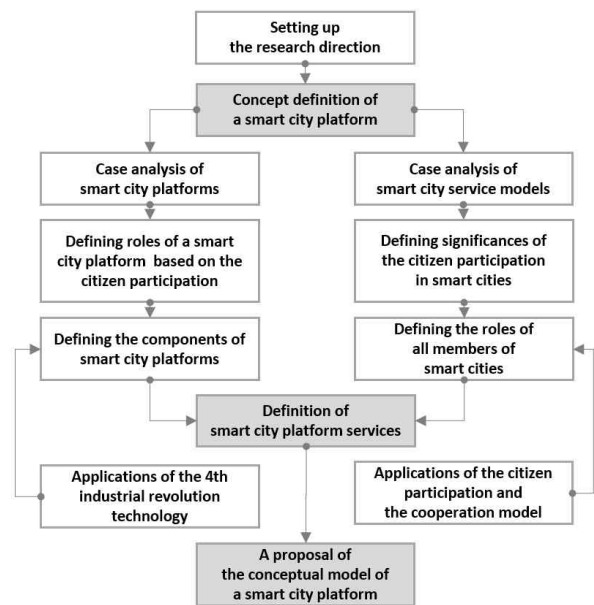 Setting up
the research direction
Concept definition of
a smart city platform
Case analysis of
smart city platforms
Case analysis of
smart city service models
Defining roles of a smart
city platform based on the
citizen participation
Defining significances of
the citizen participation
in smart cities
Defining the components of
smart city platforms
Defining the roles of
all members of
smart cities
Definition of
smart city platform services
Applications of the 4th
industrial revolution
technology
Applications of the citizen
participation and
the cooperation model
A proposal of
the conceptual model of
a smart city platform